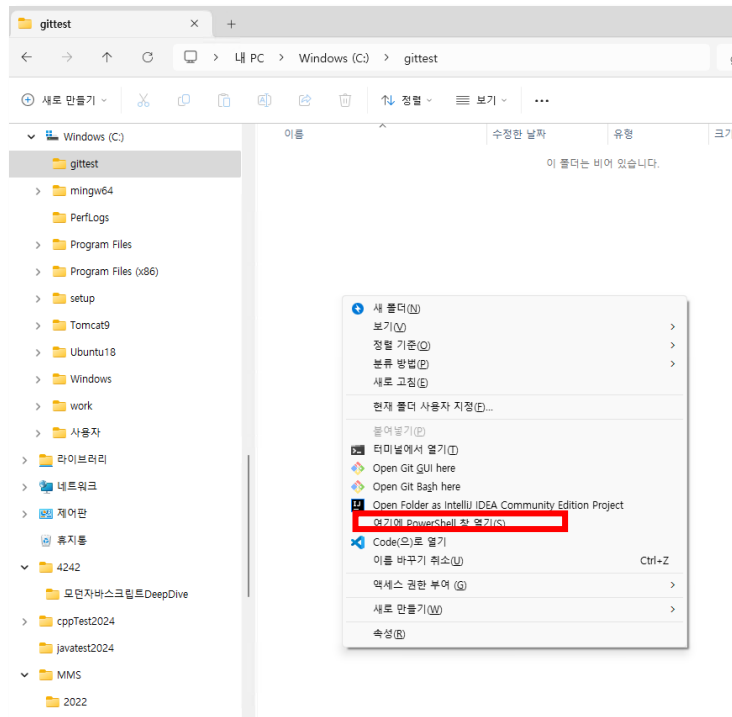 gittest
내 PC > Windows (C:) > gittest
새로 만들기
정렬
보기
Windows (C:)
gittest
mingw64
PerfLogs
Program Files
Program Files (x86)
setup
Tomcat9
Ubuntu18
Windows
work
사용자
라이브러리
네트워크
제어판
휴지통
4242
모던자바스크립트DeepDive
cppTest2024
javatest2024
MMS
2022
이름 수정한 날짜 유형
이 폴더는 비어 있습니다.
새 폴더(N)
보기(V)
정렬 기준(O)
분류 방법(P)
새로 고침(E)
현재 폴더 사용자 지정(F)...
붙여넣기(P)
터미널에서 열기(T)
Open Git GUI here
Open Git Bash here
Open Folder as IntelliJ IDEA Community Edition Project
여기에 PowerShell 창 열기(S)
Code(으)로 열기
이름 바꾸기 취소(U) Ctrl+Z
액세스 권한 부여 (G)
새로 만들기(W)
속성(R)